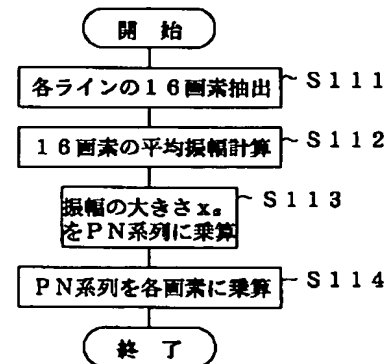 開 始
各ラインの16画素抽出
S111
16画素の平均振幅計算
S112
振幅の大きさxs
をPN系列に乗算
S113
PN系列を各画素に乗算
S114
終 了